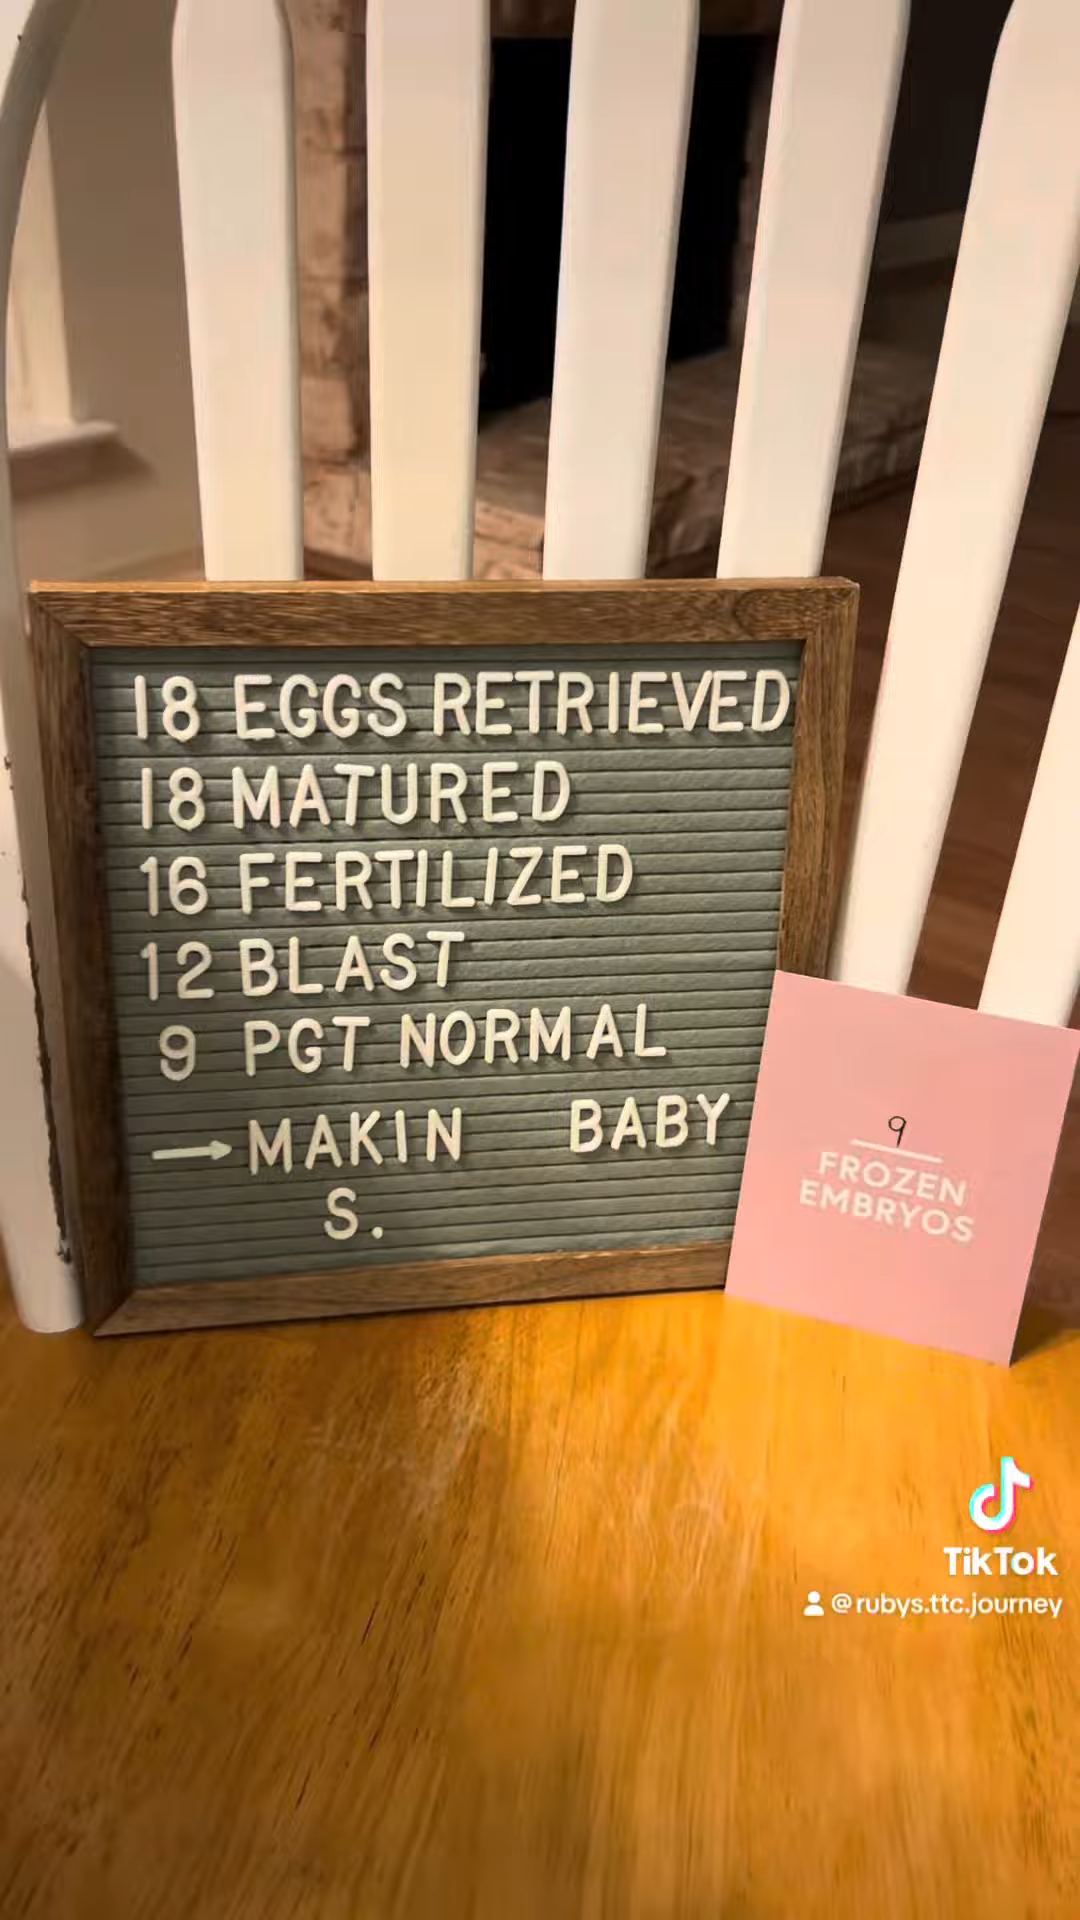 18 EGGS RETRIEVED
18 MATURED
16 FERTILIZED
12 BLAST
9 PGT NORMAL
→ MAKIN BABY
S.
9
FROZEN
EMBRYOS
TikTok
@rubys.ttc.journey